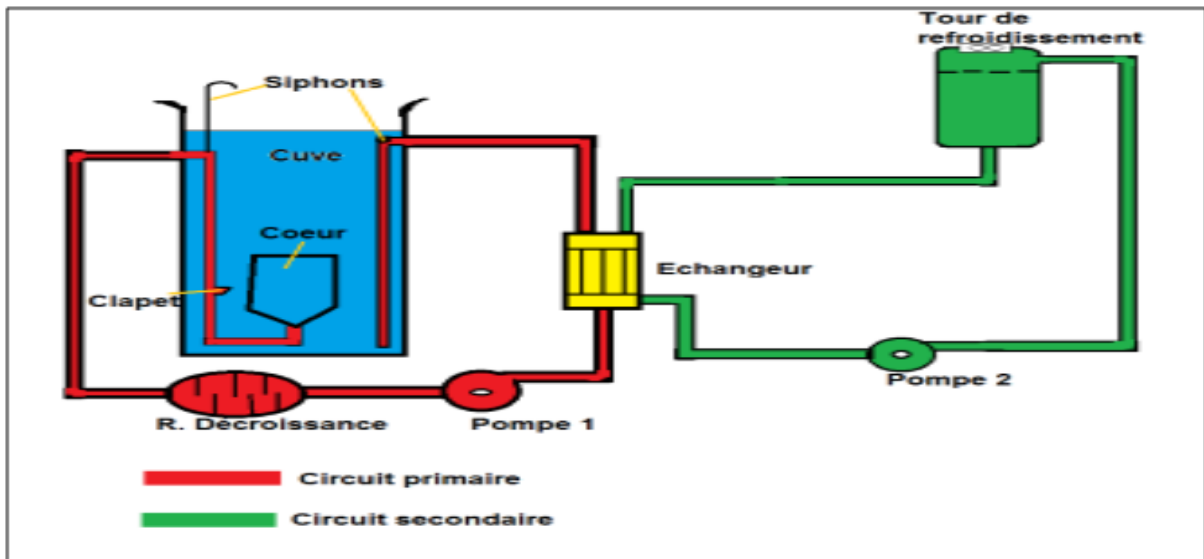 Tour de
refroidissement
Siphons
Cuve
Coeur
Echangeur
Clapet
Pompe 2
R. Décroissance
Pompe 1
Circuit primaire
Circuit secondaire